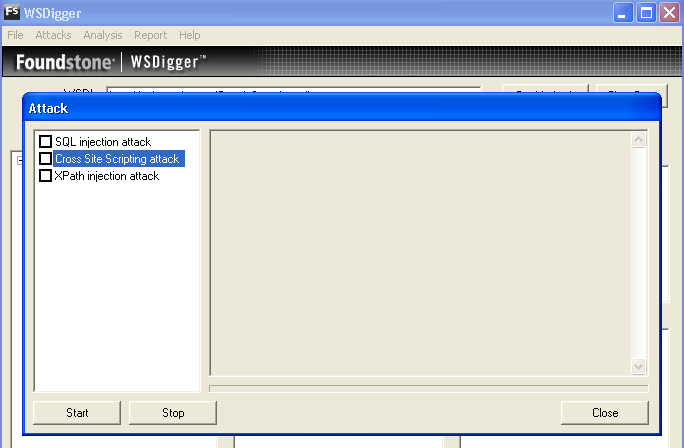 FS WSDigger
File Attacks Analysis Report Help
Foundstone WSDigger™
Attack
SQL injection attack
Cross Site Scripting attack
XPath injection attack
Start Stop Close